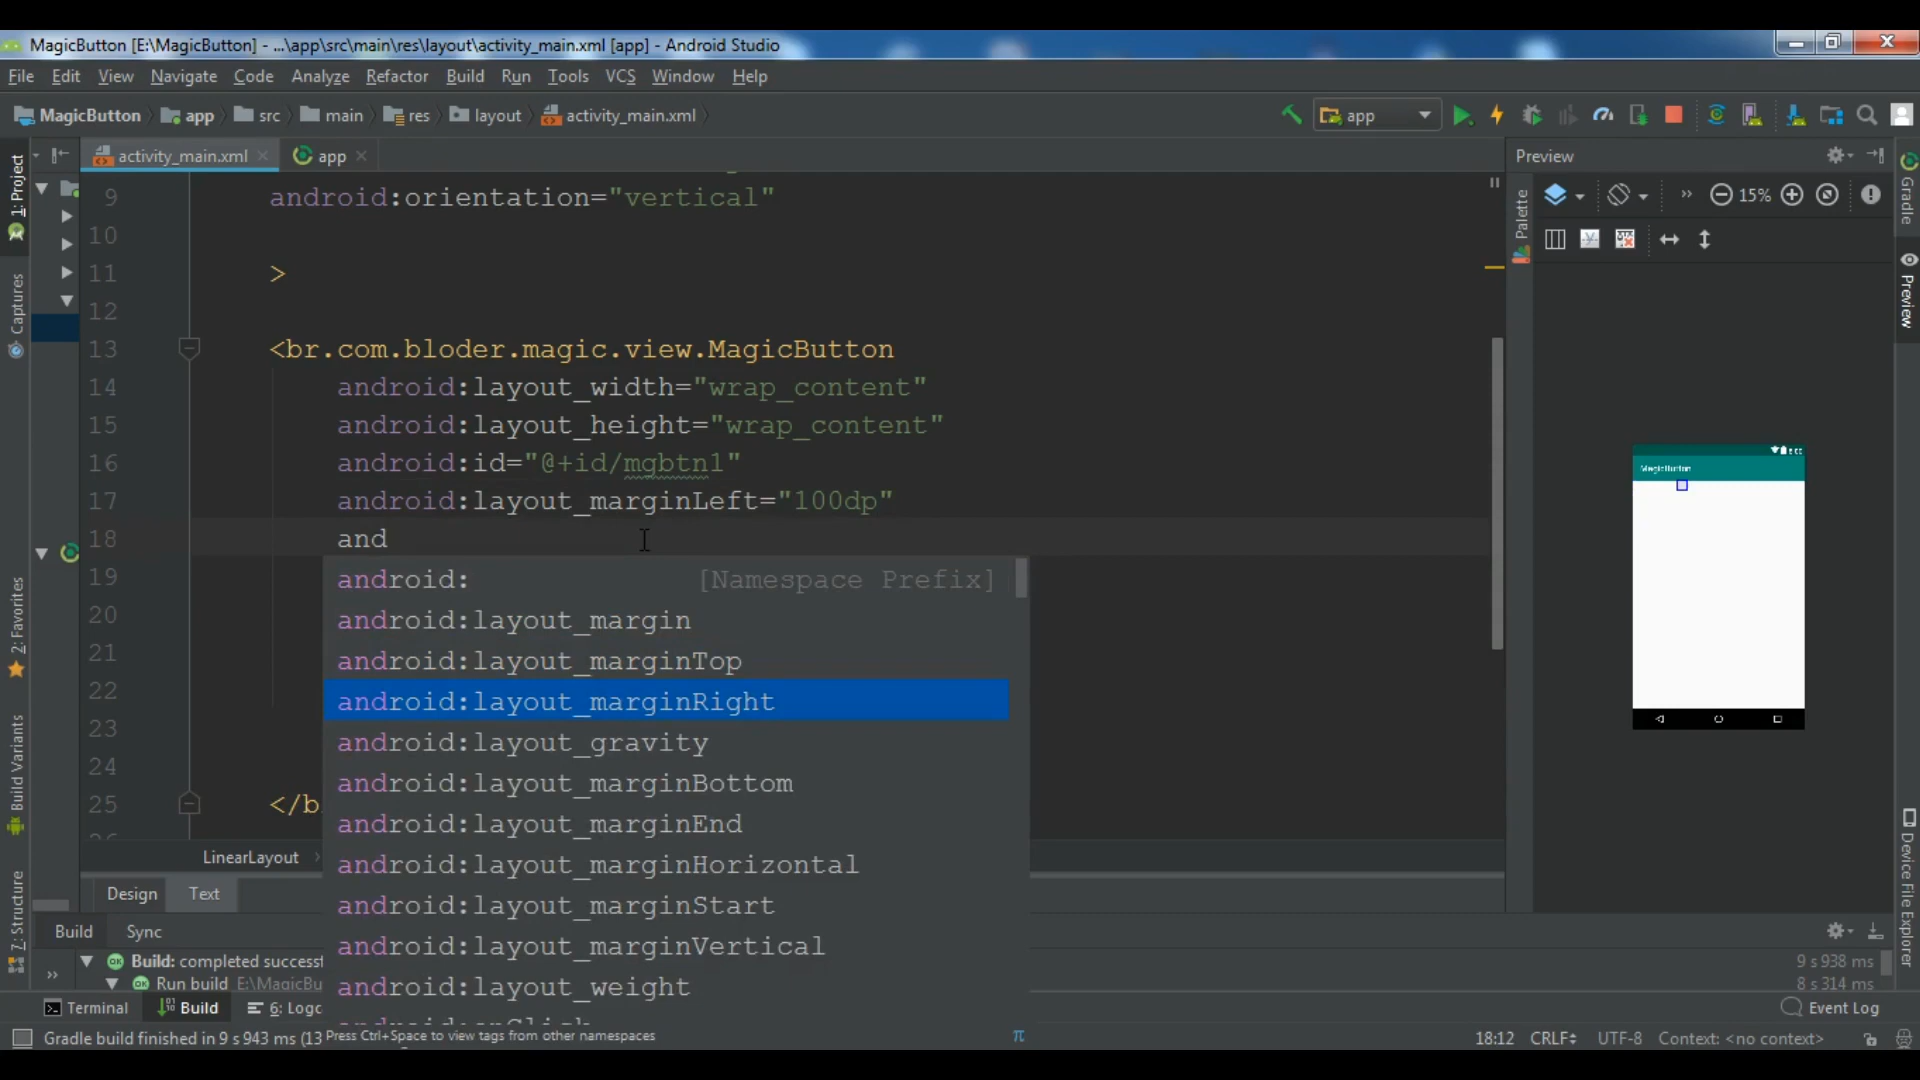 MagicButton [E:\MagicButton] - ...\app\src\main\res\layout\activity_main.xml [app] - Android Studio
File Edit View Navigate Code Analyze Refactor Build Run Tools VCS Window Help
MagicButton app src main res layout activity_main.xml app
activity_main.xml app Preview
1: Project
Captures
2: Favorites
Build Variants
7: Structure
9 android:orientation="vertical"
10
11 >
12
13 <br.com.bloder.magic.view.MagicButton
14 android:layout_width="wrap_content"
15 android:layout_height="wrap_content"
16 android:id="@+id/mgbtn1"
17 android:layout_marginLeft="100dp"
18 and
19 android: [Namespace Prefix]
20 android:layout_margin
21 android:layout_marginTop
22 android:layout_marginRight
23 android:layout_gravity
24 android:layout_marginBottom
25 </b
android:layout_marginEnd
android:layout_marginHorizontal
android:layout_marginStart
android:layout_marginVertical
android:layout_weight
Press Ctrl+Space to view tags from other namespaces π
LinearLayout
Design Text
Build Sync
Build: completed success
Run build E:\MagicBu
9 s 938 ms
8 s 314 ms
Terminal Build 6: Logc Event Log
Gradle build finished in 9 s 943 ms (13
18:12 CRLF UTF-8 Context: <no context>
Palette
15%
MagicButton
Gradle
Preview
Device File Explorer